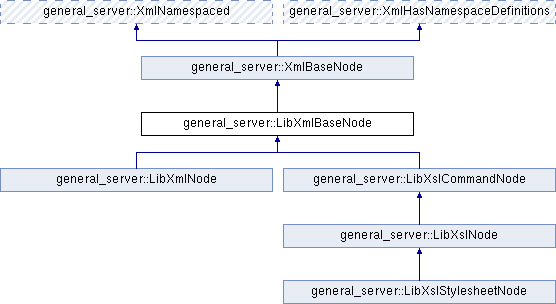 general_server::XmlNamespaced
general_server::XmlHasNamespaceDefinitions
general_server::XmlBaseNode
general_server::LibXmlBaseNode
general_server::LibXmlNode
general_server::LibXslCommandNode
general_server::LibXslNode
general_server::LibXslStylesheetNode